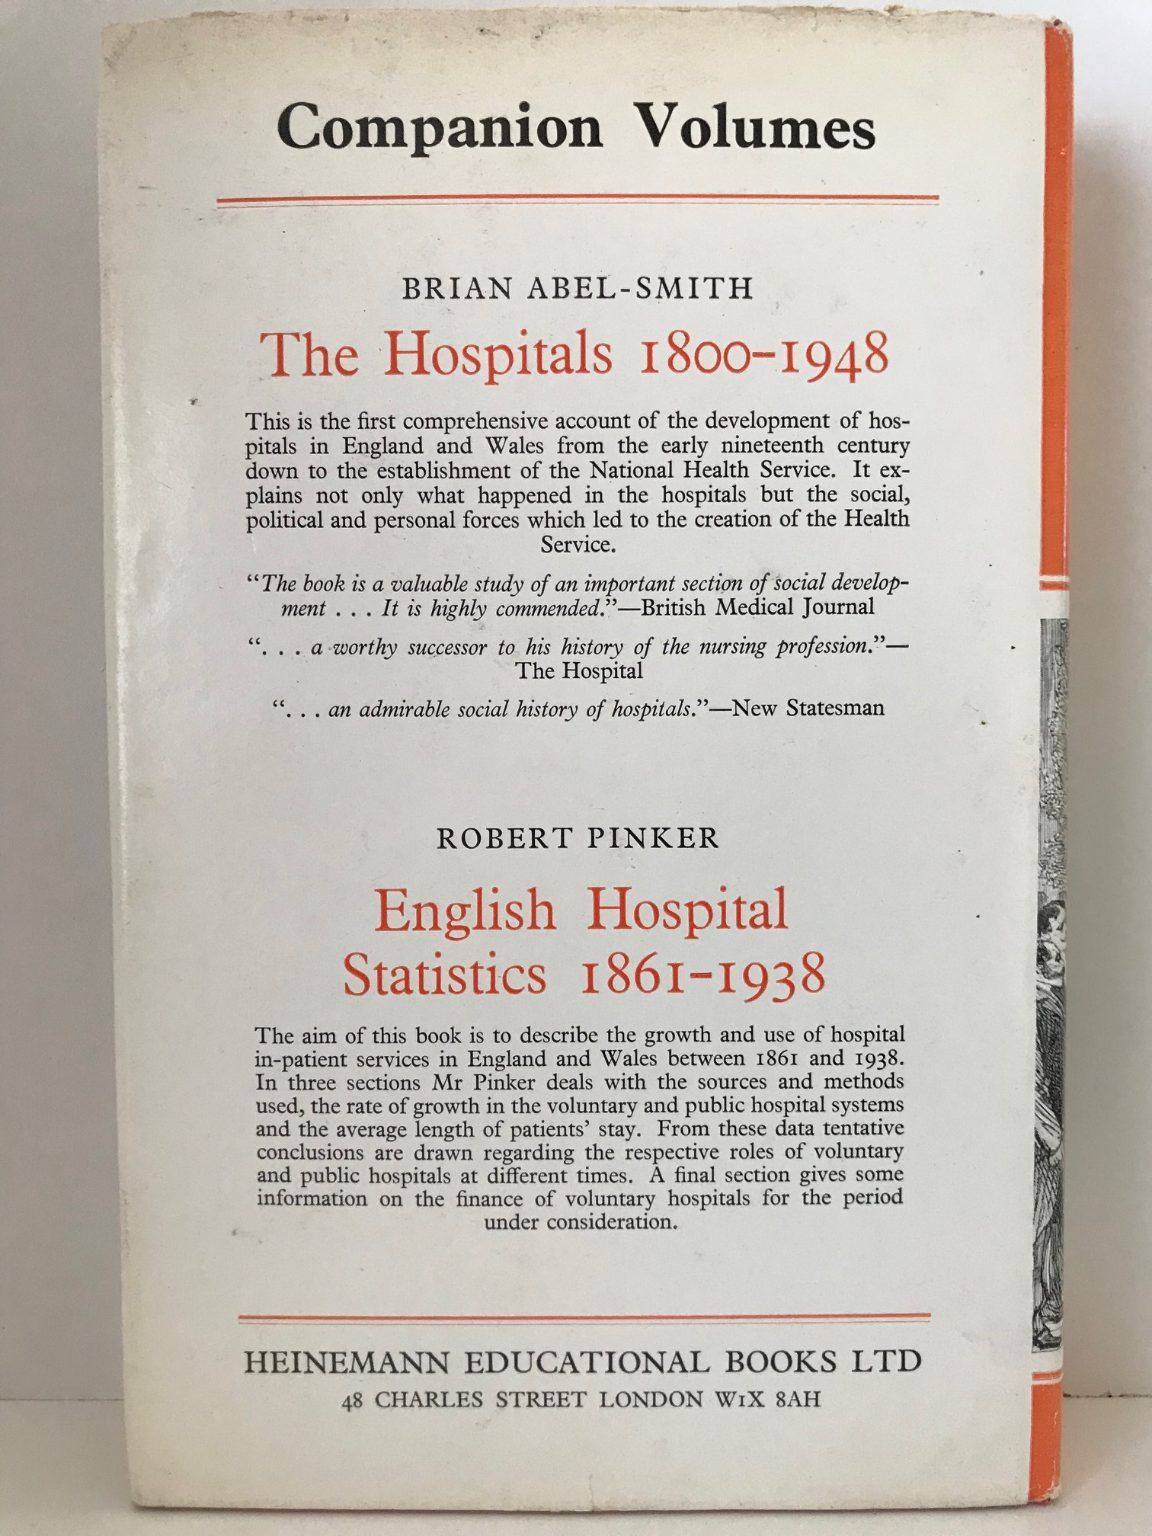 Companion Volumes
BRIAN ABEL-SMITH
The Hospitals 1800–1948
This is the first comprehensive account of the development of hos-
pitals in England and Wales from the early nineteenth century
down to the establishment of the National Health Service. It ex-
plains not only what happened in the hospitals but the social,
political and personal forces which led to the creation of the Health
Service.
“The book is a valuable study of an important section of social develop-
ment . . . It is highly commended.”—British Medical Journal
“. . . a worthy successor to his history of the nursing profession.”—
The Hospital
“. . . an admirable social history of hospitals.”—New Statesman
ROBERT PINKER
English Hospital
Statistics 1861–1938
The aim of this book is to describe the growth and use of hospital
in-patient services in England and Wales between 1861 and 1938.
In three sections Mr Pinker deals with the sources and methods
used, the rate of growth in the voluntary and public hospital systems
and the average length of patients’ stay. From these data tentative
conclusions are drawn regarding the respective roles of voluntary
and public hospitals at different times. A final section gives some
information on the finance of voluntary hospitals for the period
under consideration.
HEINEMANN EDUCATIONAL BOOKS LTD
48 CHARLES STREET LONDON W1X 8AH